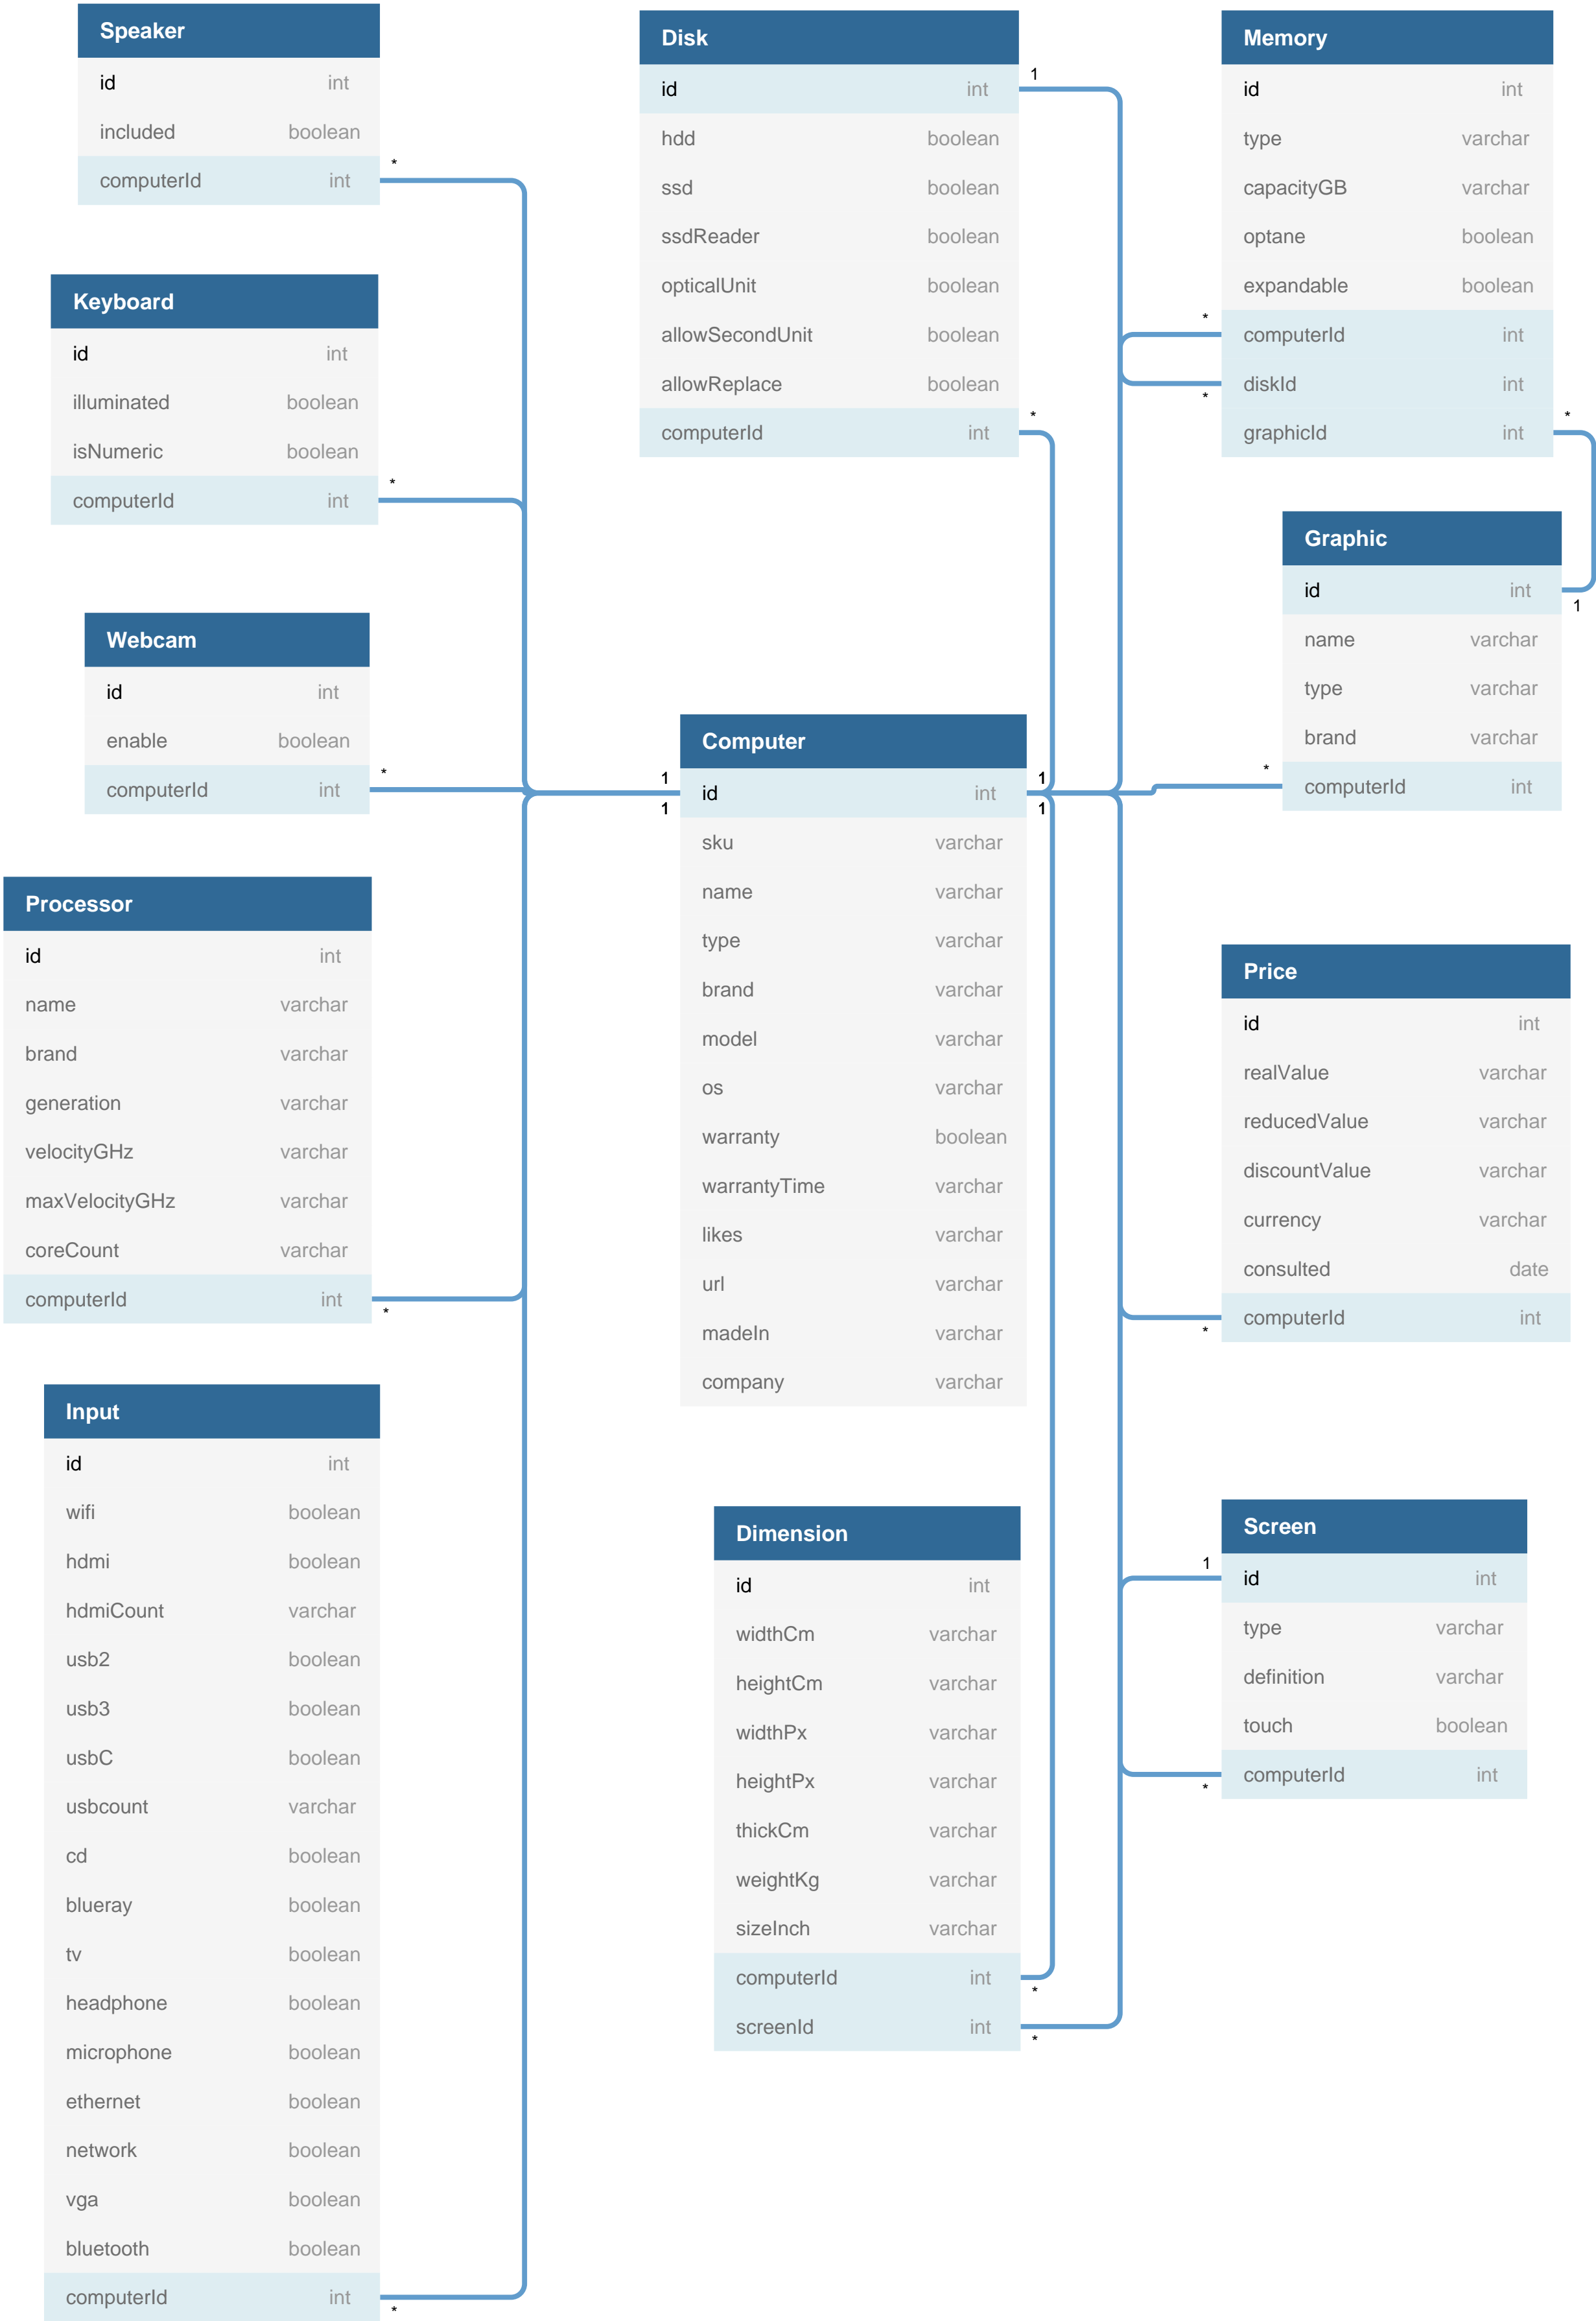 Speaker
id int
included boolean
computerId int
*
Keyboard
id int
illuminated boolean
isNumeric boolean
computerId int
*
Webcam
id int
enable boolean
computerId int
*
Processor
id int
name varchar
brand varchar
generation varchar
velocityGHz varchar
maxVelocityGHz varchar
coreCount varchar
computerId int
*
Input
id int
wifi boolean
hdmi boolean
hdmiCount varchar
usb2 boolean
usb3 boolean
usbC boolean
usbcount varchar
cd boolean
blueray boolean
tv boolean
headphone boolean
microphone boolean
ethernet boolean
network boolean
vga boolean
bluetooth boolean
computerId int
*
Disk
id int
1
hdd boolean
ssd boolean
ssdReader boolean
opticalUnit boolean
allowSecondUnit boolean
allowReplace boolean
computerId int
*
Computer
1 1
id int
1 1
sku varchar
name varchar
type varchar
brand varchar
model varchar
os varchar
warranty boolean
warrantyTime varchar
likes varchar
url varchar
madeIn varchar
company varchar
Dimension
id int
widthCm varchar
heightCm varchar
widthPx varchar
heightPx varchar
thickCm varchar
weightKg varchar
sizeInch varchar
computerId int
*
screenId int
*
Memory
id int
type varchar
capacityGB varchar
optane boolean
expandable boolean
*
computerId int
diskId int
*
graphicId int
*
Graphic
id int
1
name varchar
type varchar
brand varchar
*
computerId int
Price
id int
realValue varchar
reducedValue varchar
discountValue varchar
currency varchar
consulted date
computerId int
*
Screen
1
id int
type varchar
definition varchar
touch boolean
computerId int
*